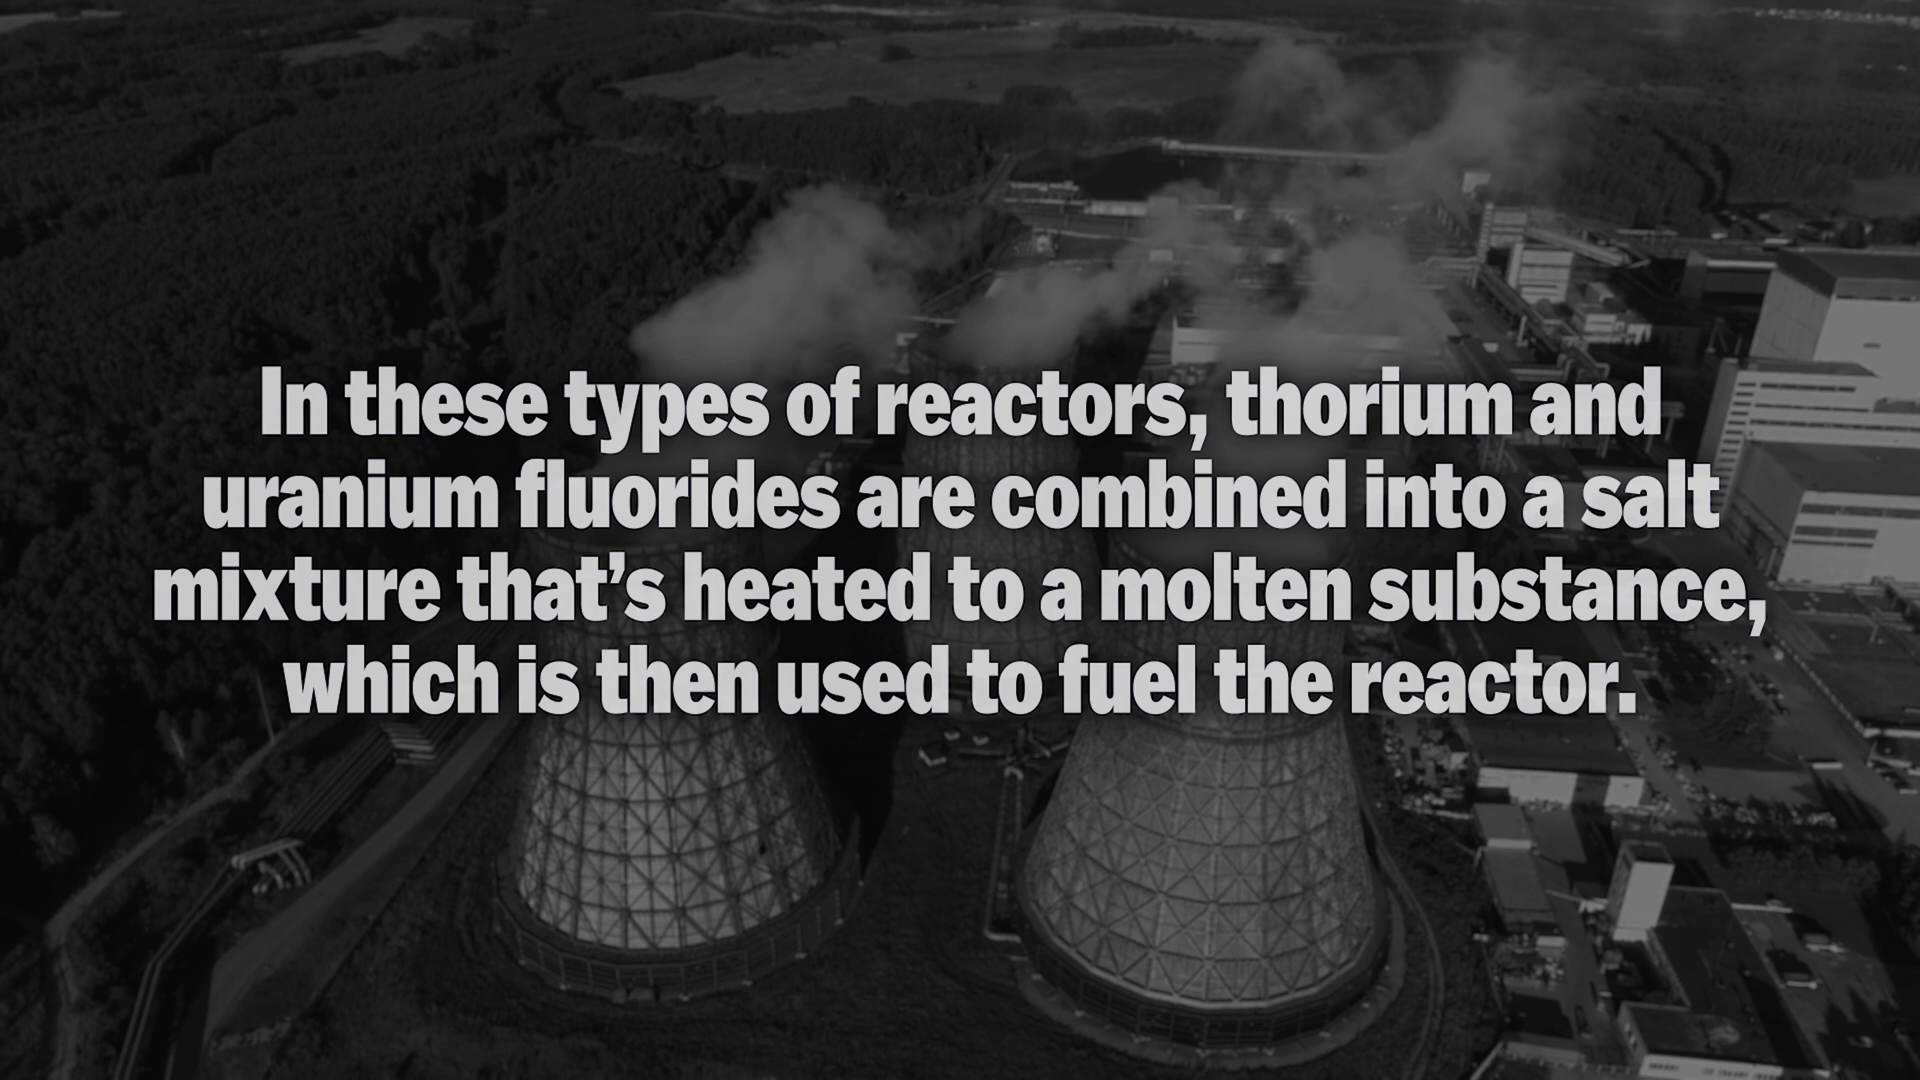 In these types of reactors, thorium and
uranium fluorides are combined into a salt
mixture that’s heated to a molten substance,
which is then used to fuel the reactor.